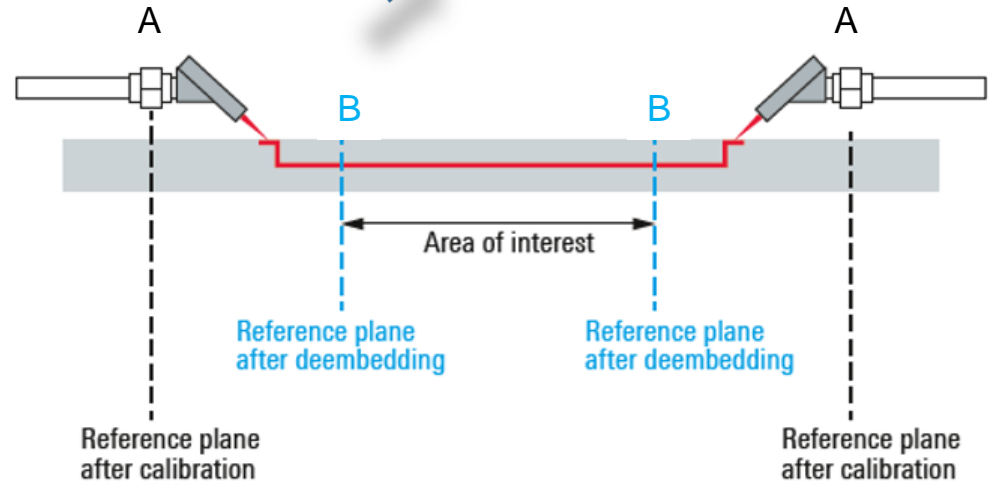 A
A
B
B
Area of interest
Reference plane
after deembedding
Reference plane
after deembedding
Reference plane
after calibration
Reference plane
after calibration